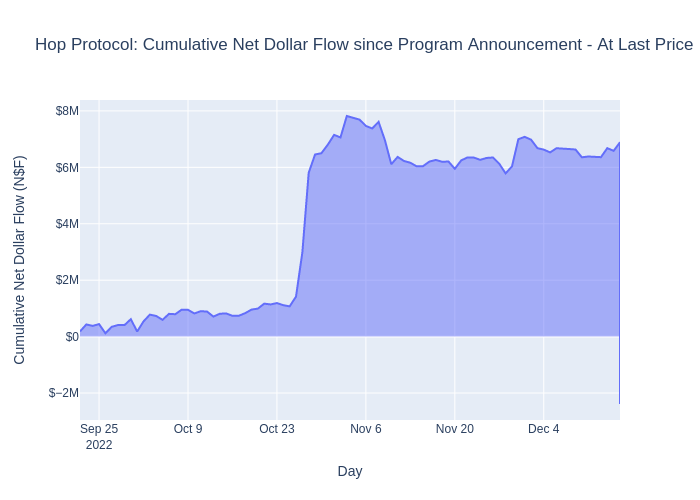 Hop Protocol: Cumulative Net Dollar Flow since Program Announcement - At Last Price
Cumulative Net Dollar Flow (N$F)
$8M
$6M
$4M
$2M
$0
$−2M
Sep 25
2022
Oct 9
Oct 23
Nov 6
Nov 20
Dec 4
Day